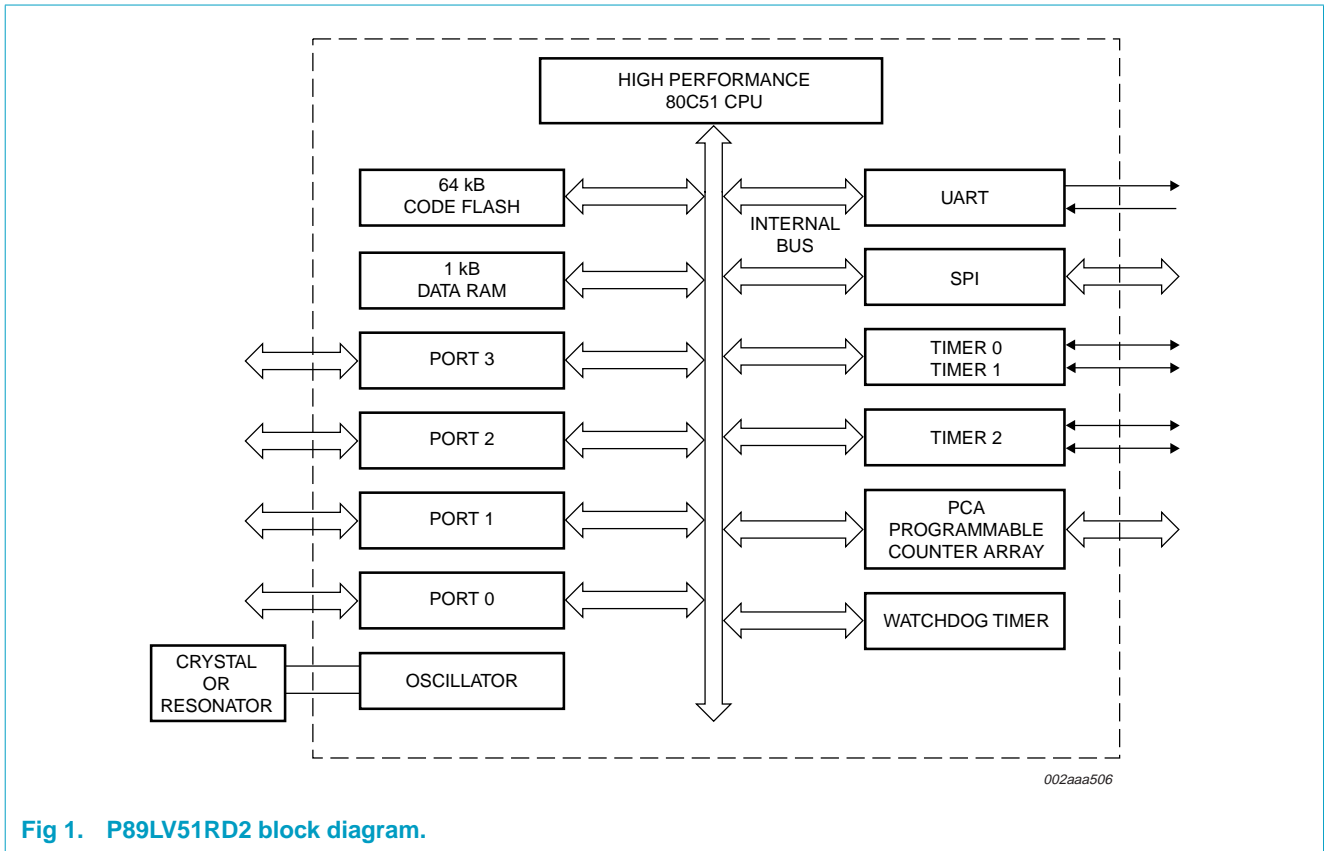 HIGH PERFORMANCE
80C51 CPU
64 kB
CODE FLASH
UART
INTERNAL
BUS
1 kB
DATA RAM
SPI
PORT 3
TIMER 0
TIMER 1
PORT 2
TIMER 2
PORT 1
PCA
PROGRAMMABLE
COUNTER ARRAY
PORT 0
WATCHDOG TIMER
CRYSTAL
OR
RESONATOR
OSCILLATOR
002aaa506
Fig 1. P89LV51RD2 block diagram.